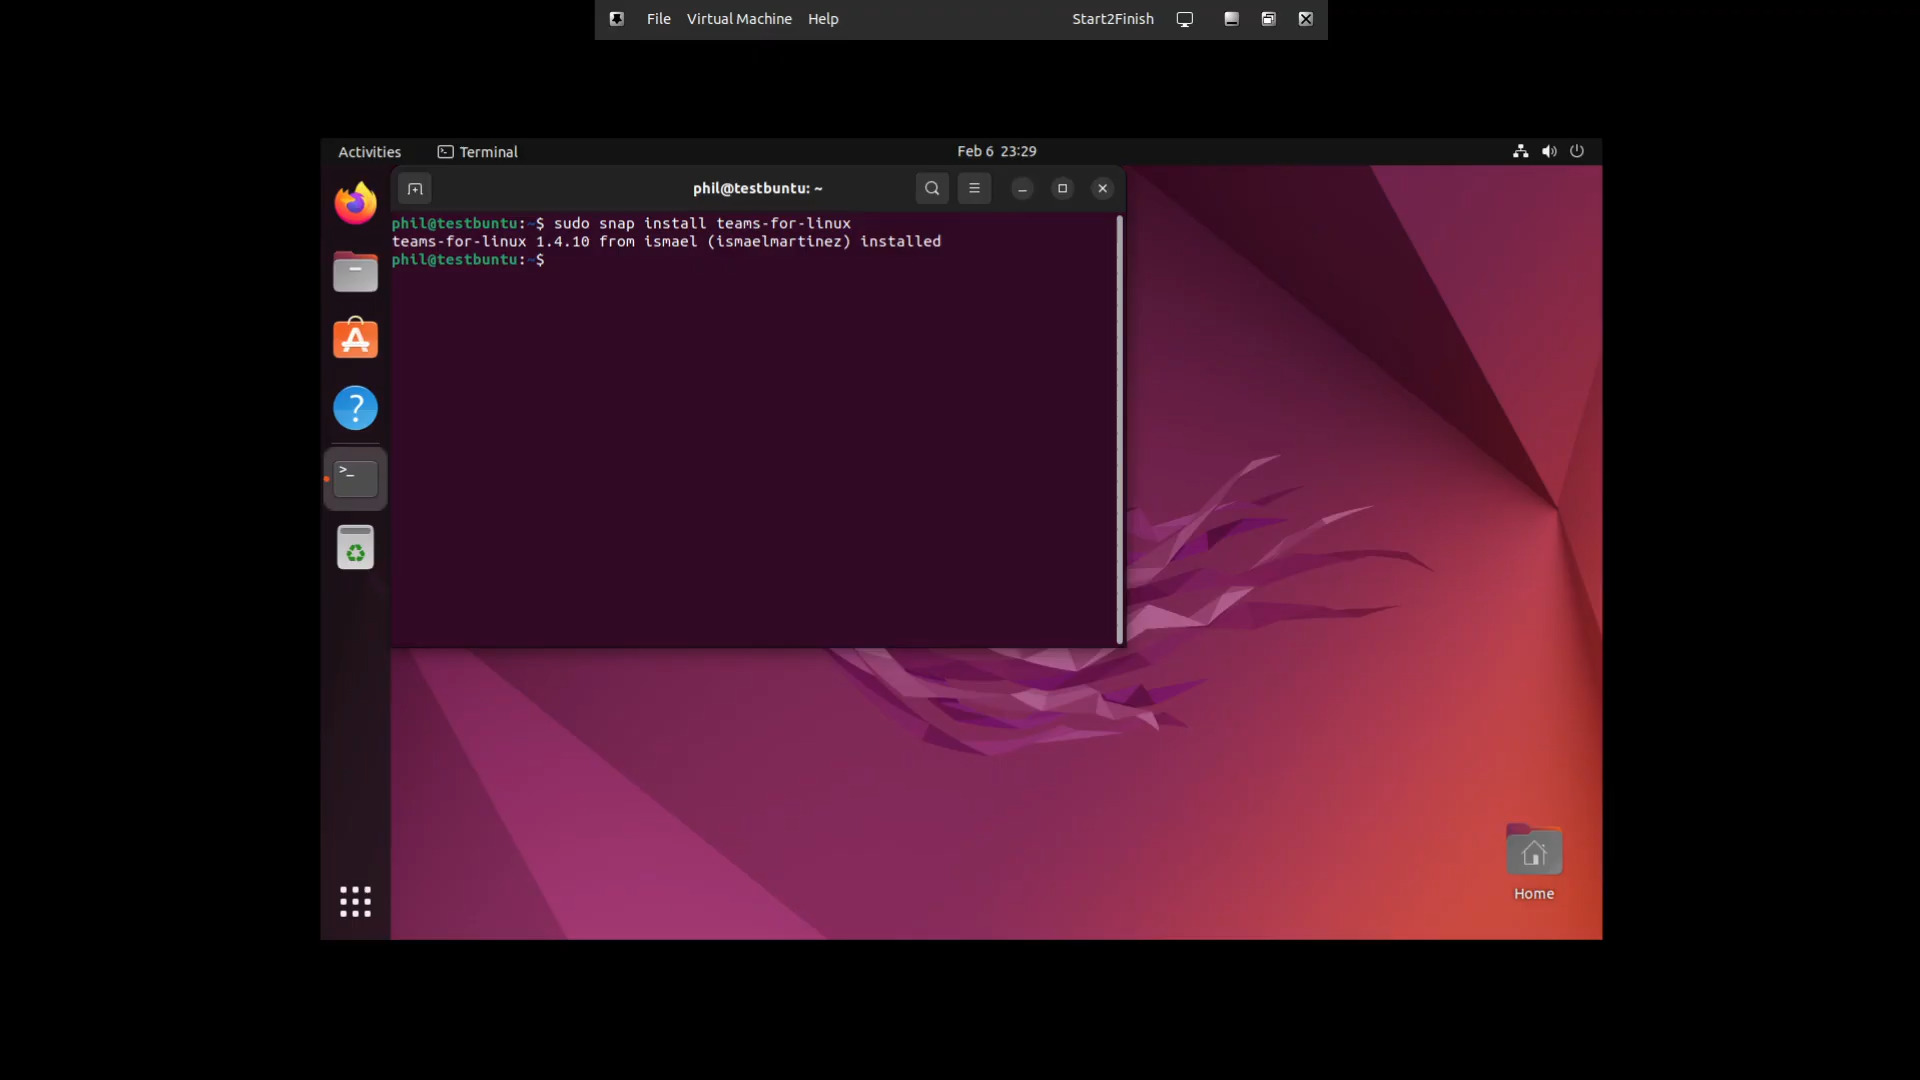 File Virtual Machine Help Start2Finish
Activities Terminal Feb 6 23:29
phil@testbuntu: ~
phil@testbuntu:~$ sudo snap install teams-for-linux
teams-for-linux 1.4.10 from ismael (ismaelmartinez) installed
phil@testbuntu:~$
>_
Home